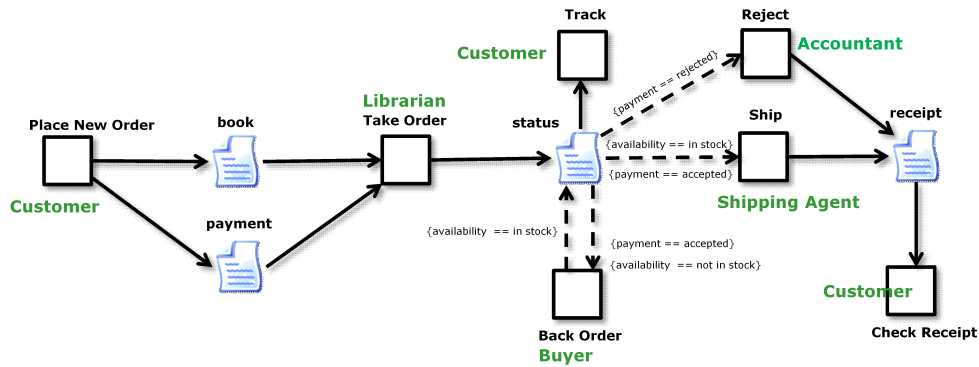 Track
Reject
Customer
Accountant
{payment == rejected}
Librarian
Place New Order
book
Take Order
status
Ship
receipt
{availability == in stock}
{payment == accepted}
Customer
Shipping Agent
payment
{availability == in stock}
{payment == accepted}
{availability == not in stock}
Customer
Back Order
Check Receipt
Buyer